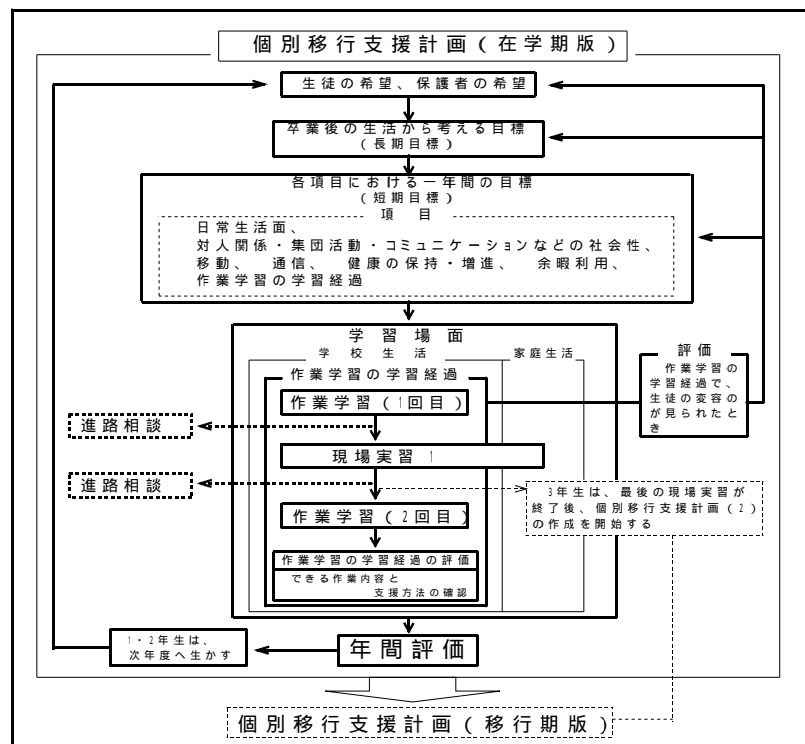 個別移行支援計画(在学期版)
生徒の希望、保護者の希望
卒業後の生活から考える目標
(長期目標)
各項目における一年間の目標
(短期目標)
項目
日常生活面、
対人関係・集団活動・コミュニケーションなどの社会性、
移動、 通信、 健康の保持・増進、 余暇利用、
作業学習の学習経過
学習場面
学校生活
家庭生活
作業学習の学習経過
作業学習(1回目)
進路相談
現場実習1
進路相談
作業学習(2回目)
作業学習の学習経過の評価
できる作業内容と
支援方法の確認
評価
作業学習の
学習経過で、
生徒の変容の
が見られたと
き
3年生は、最後の現場実習が
終了後、個別移行支援計画(2)
の作成を開始する
1・2年生は、
次年度へ生かす
年間評価
個別移行支援計画(移行期版)